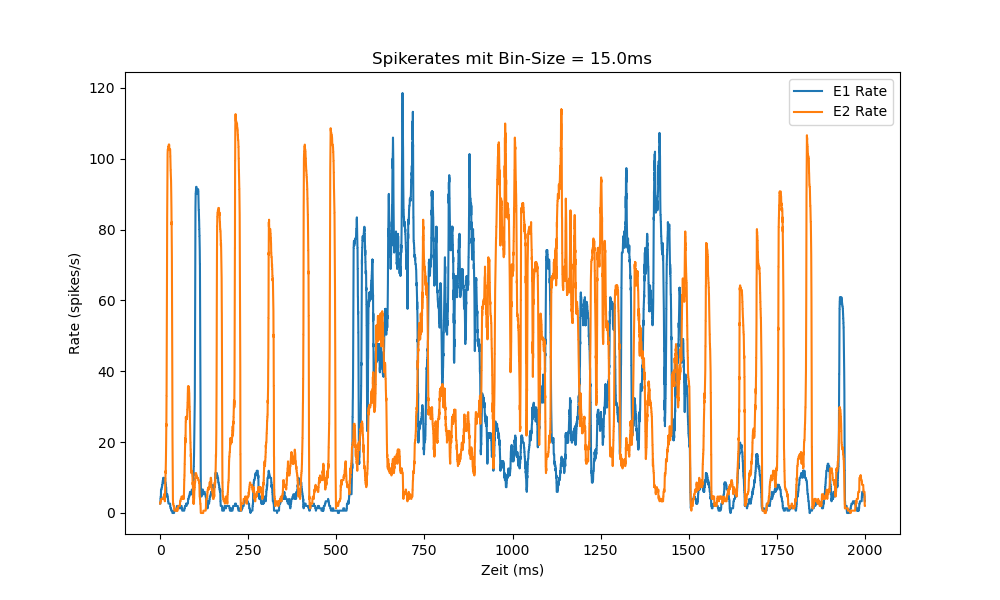 Spikerates mit Bin-Size = 15.0ms
E1 Rate
E2 Rate
Rate (spikes/s)
120
100
80
60
40
20
0
0 250 500 750 1000 1250 1500 1750 2000
Zeit (ms)